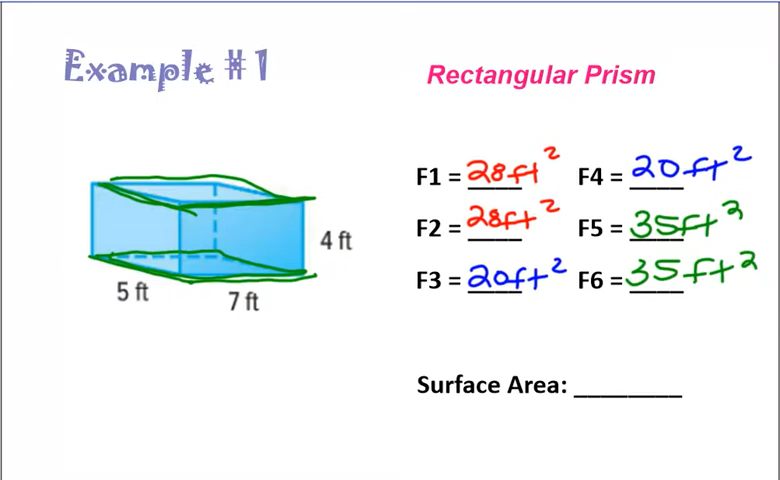 Example #1
Rectangular Prism
F1 = 28ft²
F4 = 20ft²
F2 = 28ft²
F5 = 35ft²
F3 = 20ft²
F6 = 35ft²
4 ft
5 ft
7 ft
Surface Area: ________